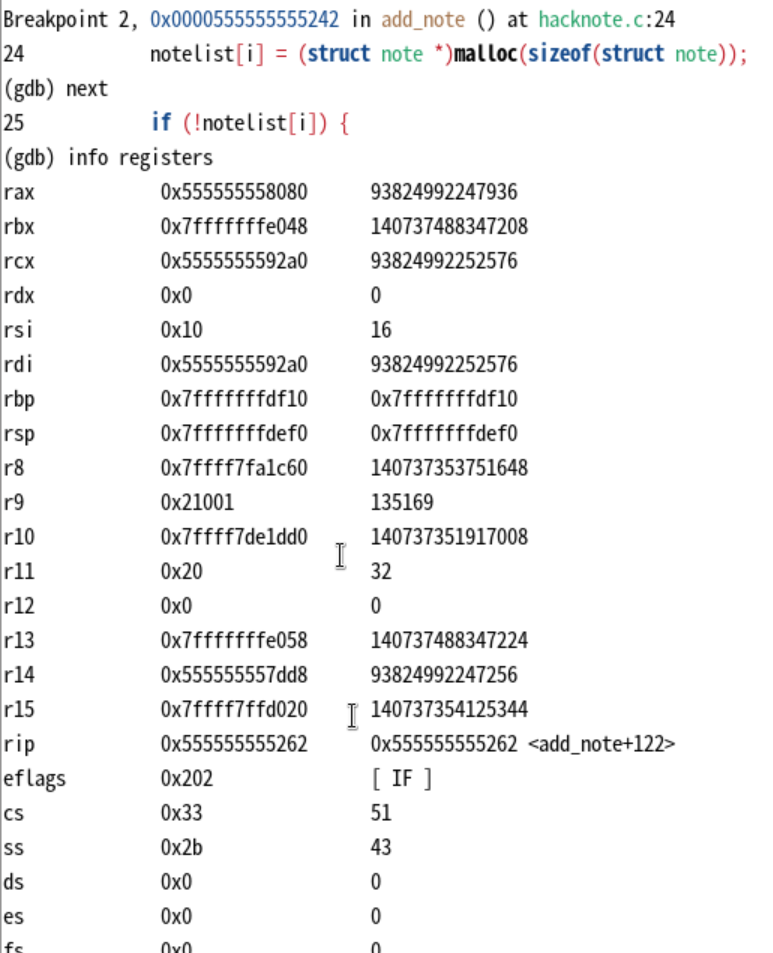 Breakpoint 2, 0x0000555555555242 in add_note () at hacknote.c:24
24 notelist[i] = (struct note *)malloc(sizeof(struct note));
(gdb) next
25 if (!notelist[i]) {
(gdb) info registers
rax 0x555555558080 93824992247936
rbx 0x7fffffffe048 140737488347208
rcx 0x5555555592a0 93824992252576
rdx 0x0 0
rsi 0x10 16
rdi 0x5555555592a0 93824992252576
rbp 0x7fffffffdf10 0x7fffffffdf10
rsp 0x7fffffffdef0 0x7fffffffdef0
r8 0x7ffff7fa1c60 140737353751648
r9 0x21001 135169
r10 0x7ffff7de1dd0 140737351917008
r11 0x20 32
r12 0x0 0
r13 0x7fffffffe058 140737488347224
r14 0x555555557dd8 93824992247256
r15 0x7ffff7ffd020 140737354125344
rip 0x555555555262 0x555555555262 <add_note+122>
eflags 0x202 [ IF ]
cs 0x33 51
ss 0x2b 43
ds 0x0 0
es 0x0 0
fs 0x0 0